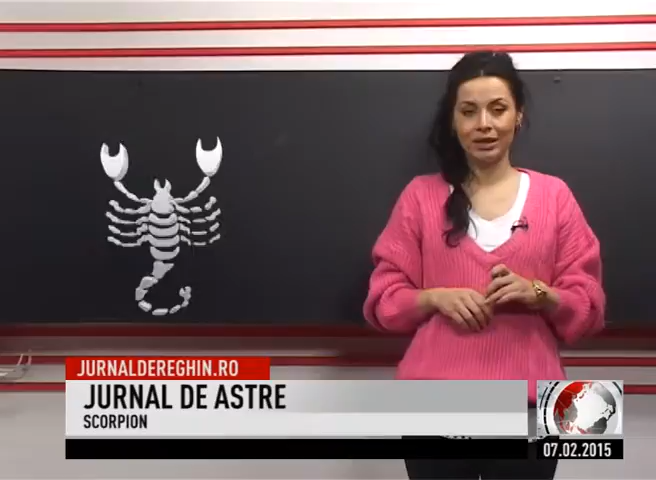 JURNALDEREGHIN.RO
JURNAL DE ASTRE
SCORPION
07.02.2015